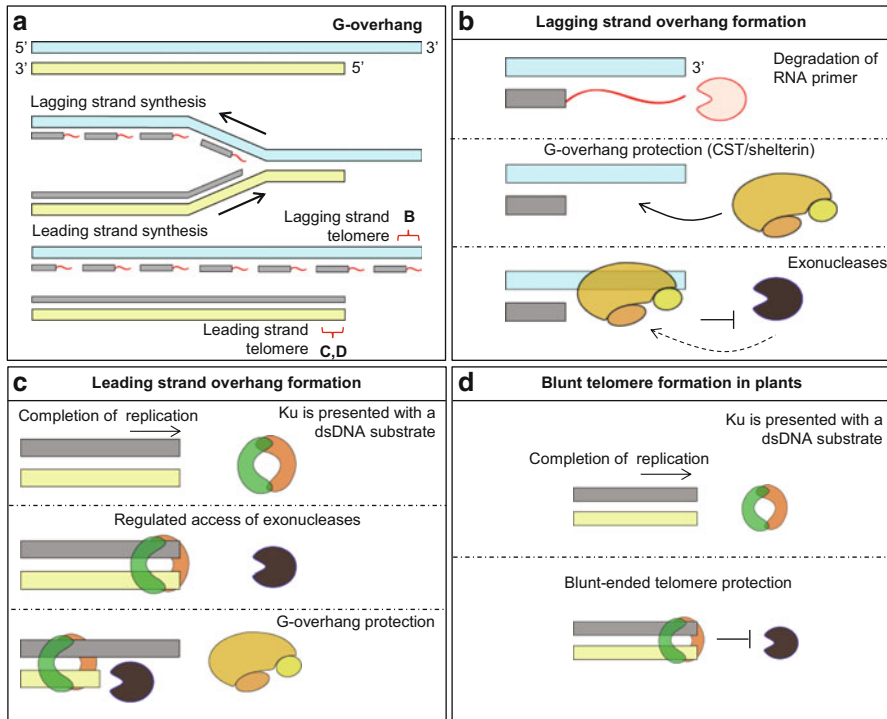 a
G-overhang
5’
3’
3’
5’
Lagging strand synthesis
Leading strand synthesis
Lagging strand
telomere
B
Leading strand
telomere
C,D
b
Lagging strand overhang formation
3’
Degradation of
RNA primer
G-overhang protection (CST/shelterin)
Exonucleases
c
Leading strand overhang formation
Completion of replication
Ku is presented with a
dsDNA substrate
Regulated access of exonucleases
G-overhang protection
d
Blunt telomere formation in plants
Ku is presented with a
dsDNA substrate
Completion of replication
Blunt-ended telomere protection